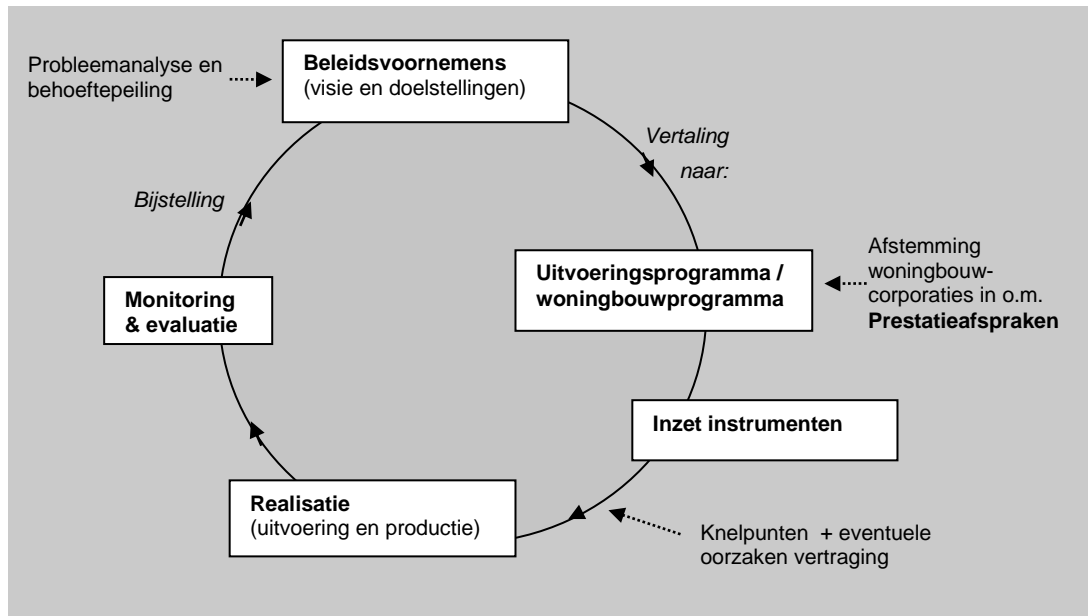 Probleemanalyse en
behoeftepeiling
Beleidsvoornemens
(visie en doelstellingen)
Vertaling
naar:
Bijstelling
Uitvoeringsprogramma /
woningbouwprogramma
Afstemming
woningbouw-
corporaties in o.m.
Prestatieafspraken
Monitoring
& evaluatie
Inzet instrumenten
Realisatie
(uitvoering en productie)
Knelpunten + eventuele
oorzaken vertraging